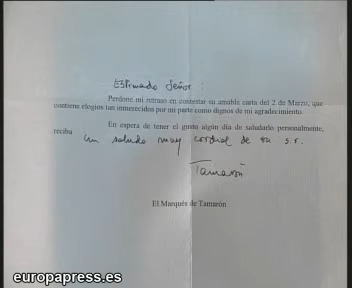 Estimado Señor:
Perdone mi retraso en contestar su amable carta del 2 de Marzo, que
contiene elogios tan inmerecidos por mi parte como dignos de mi agradecimiento.
En espera de tener el gusto algún día de saludarlo personalmente,
reciba un saludo muy cordial de su s.s.
Tamarón
El Marqués de Tamarón
europapress.es